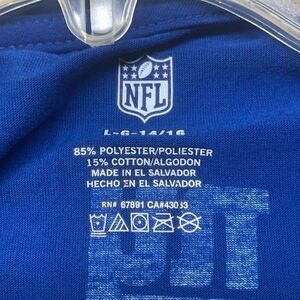 NFL
L-G-14/16
85% POLYESTER/POLIESTER
15% COTTON/ALGODON
MADE IN EL SALVADOR
HECHO EN EL SALVADOR
RN# 67891 CA#43033